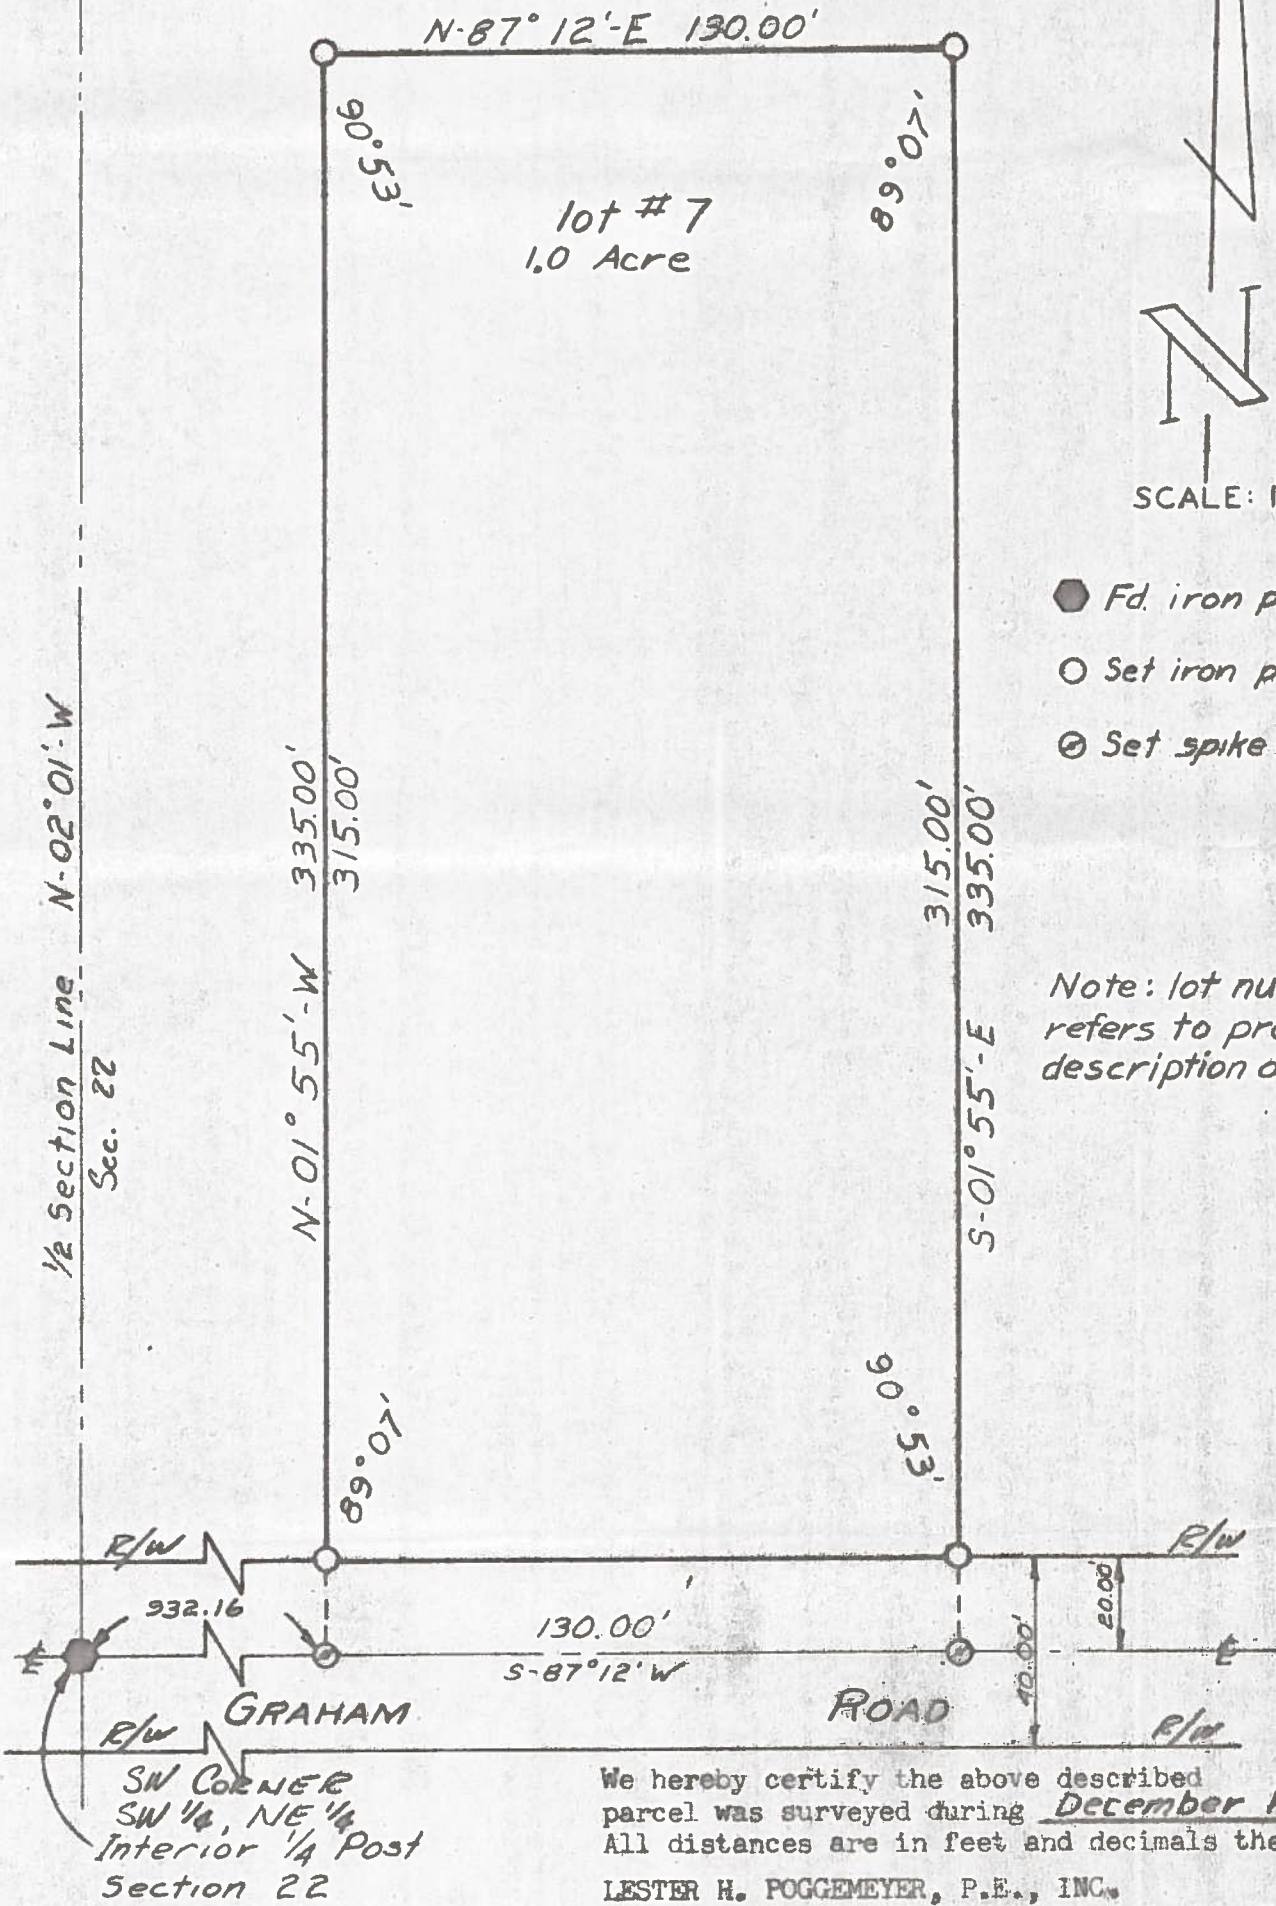 N-87° 12'-E 130.00'
90° 53'
89° 07'
lot # 7
1.0 Acre
N
SCALE: 1
Fd. iron p
Set iron p
Set spike
½ Section Line N-02° 01'-W
Sec. 22
N-01° 55'-W 335.00'
315.00'
315.00'
S-01° 55'-E 335.00'
Note: lot nu
refers to pro
description o
89° 07'
90° 53'
R/W
R/W
932.16
130.00'
S-87° 12' W
20.00'
40.00'
℄
℄
GRAHAM ROAD
R/W
R/W
SW CORNER
SW ¼, NE ¼
Interior ¼ Post
Section 22
We hereby certify the above described
parcel was surveyed during December 1
All distances are in feet and decimals the
LESTER H. POGGEMEYER, P.E., INC.